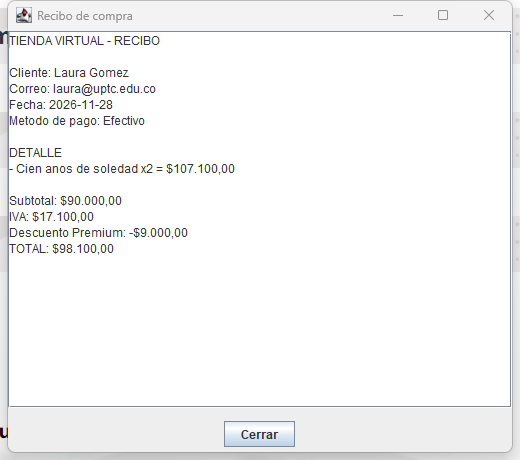 Recibo de compra
TIENDA VIRTUAL - RECIBO
Cliente: Laura Gomez
Correo: laura@uptc.edu.co
Fecha: 2026-11-28
Metodo de pago: Efectivo
DETALLE
- Cien anos de soledad x2 = $107.100,00
Subtotal: $90.000,00
IVA: $17.100,00
Descuento Premium: -$9.000,00
TOTAL: $98.100,00
Cerrar